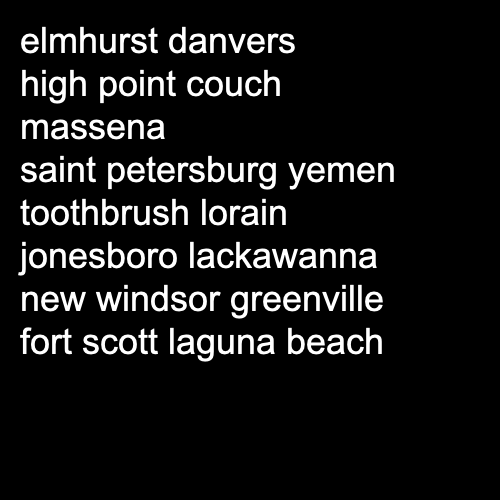 elmhurst danvers
high point couch
massena
saint petersburg yemen
toothbrush lorain
jonesboro lackawanna
new windsor greenville
fort scott laguna beach